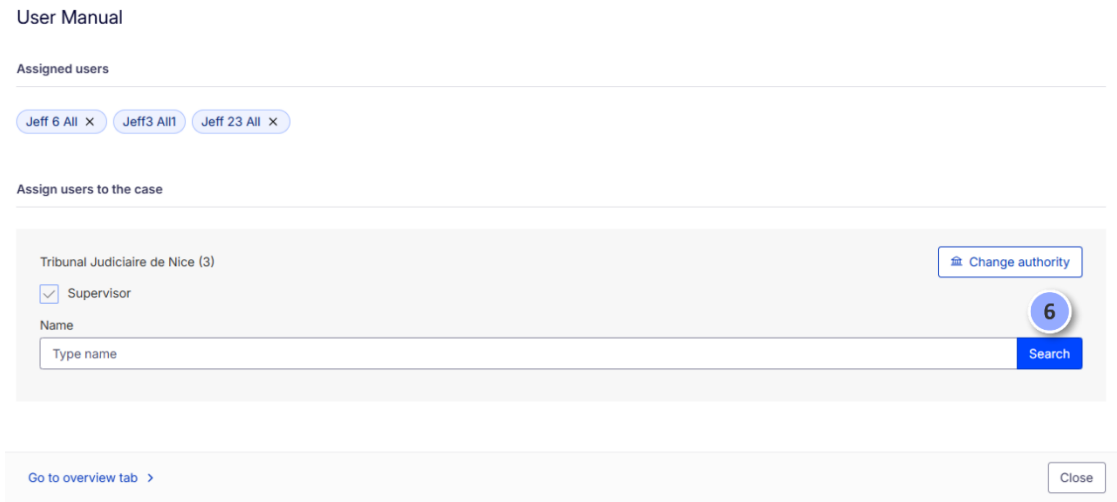 User Manual
Assigned users
Jeff 6 All × Jeff3 All1 Jeff 23 All ×
Assign users to the case
Tribunal Judiciaire de Nice (3) Change authority
Supervisor
6
Name
Type name Search
Go to overview tab > Close